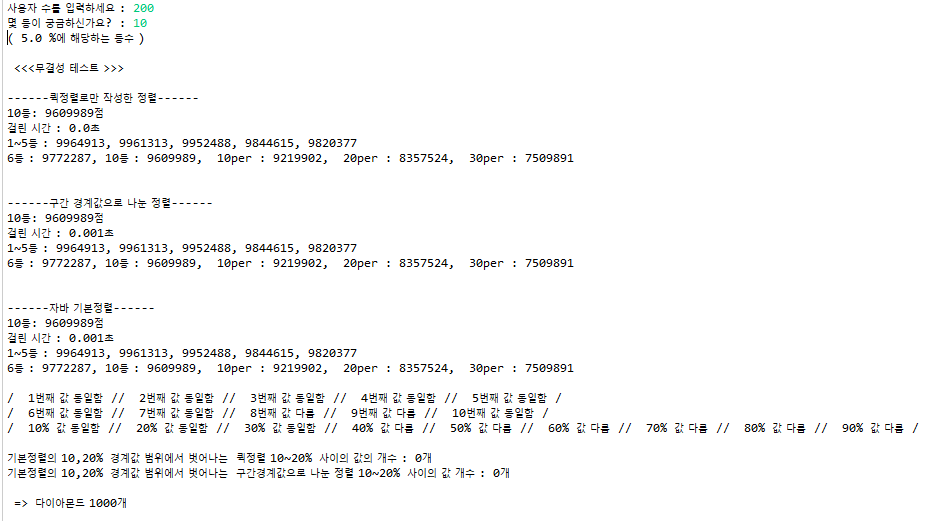 사용자 수를 입력하세요 : 200
몇 등이 궁금하신가요? : 10
( 5.0 %에 해당하는 등수 )
<<<무결성 테스트 >>>
------퀵정렬로만 작성한 정렬------
10등: 9609989점
걸린 시간 : 0.0초
1~5등 : 9964913, 9961313, 9952488, 9844615, 9820377
6등 : 9772287, 10등 : 9609989,  10per : 9219902,  20per : 8357524,  30per : 7509891
------구간 경계값으로 나눈 정렬------
10등: 9609989점
걸린 시간 : 0.001초
1~5등 : 9964913, 9961313, 9952488, 9844615, 9820377
6등 : 9772287, 10등 : 9609989,  10per : 9219902,  20per : 8357524,  30per : 7509891
------자바 기본정렬------
10등: 9609989점
걸린 시간 : 0.001초
1~5등 : 9964913, 9961313, 9952488, 9844615, 9820377
6등 : 9772287, 10등 : 9609989,  10per : 9219902,  20per : 8357524,  30per : 7509891
/  1번째 값 동일함 //  2번째 값 동일함 //  3번째 값 동일함 //  4번째 값 동일함 //  5번째 값 동일함 /
/  6번째 값 동일함 //  7번째 값 동일함 //  8번째 값 다름 //  9번째 값 다름 //  10번째 값 동일함 /
/  10% 값 동일함 //  20% 값 동일함 //  30% 값 동일함 //  40% 값 다름 //  50% 값 다름 //  60% 값 다름 //  70% 값 다름 //  80% 값 다름 //  90% 값 다름 /
기본정렬의 10,20% 경계값 범위에서 벗어나는 퀵정렬 10~20% 사이의 값의 개수 : 0개
기본정렬의 10,20% 경계값 범위에서 벗어나는 구간경계값으로 나눈 정렬 10~20% 사이의 값 개수 : 0개
=> 다이아몬드 1000개